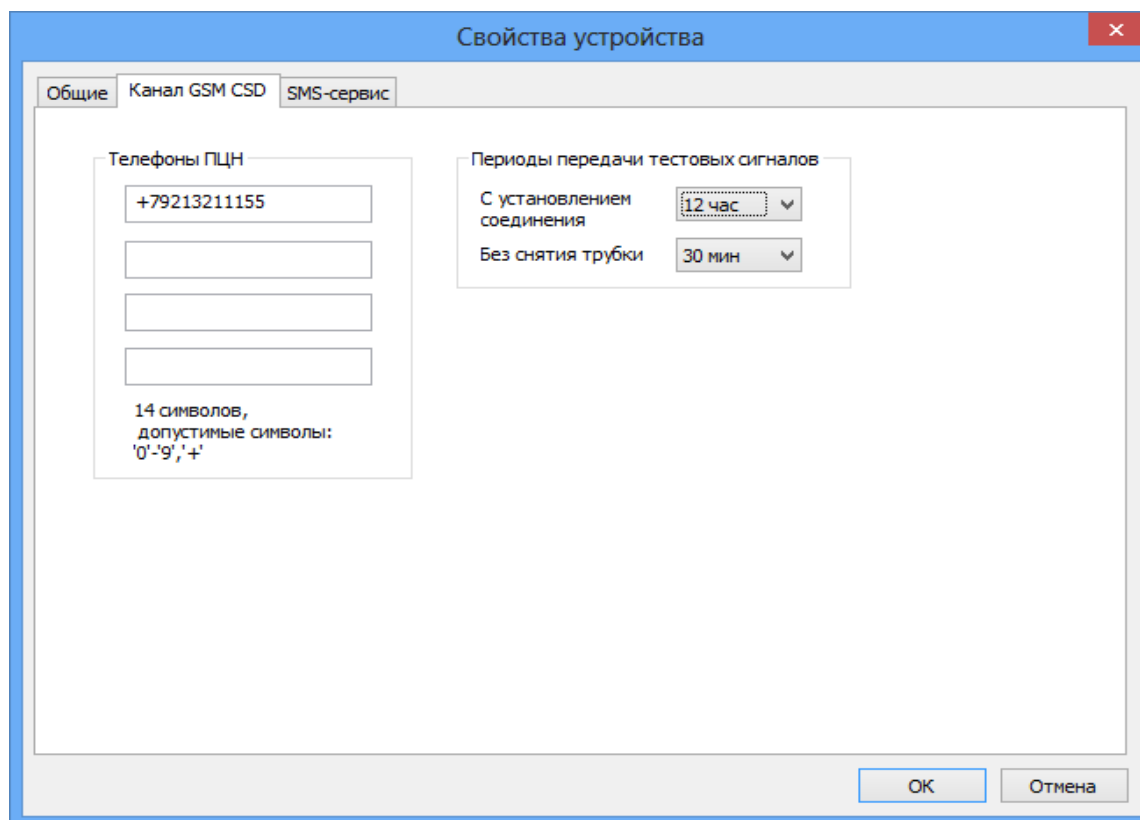 Свойства устройства
Общие
Канал GSM CSD
SMS-сервис
Телефоны ПЦН
+79213211155
14 символов,
допустимые символы:
'0'-'9','+'
Периоды передачи тестовых сигналов
С установлением
соединения
12 час
Без снятия трубки
30 мин
OK
Отмена